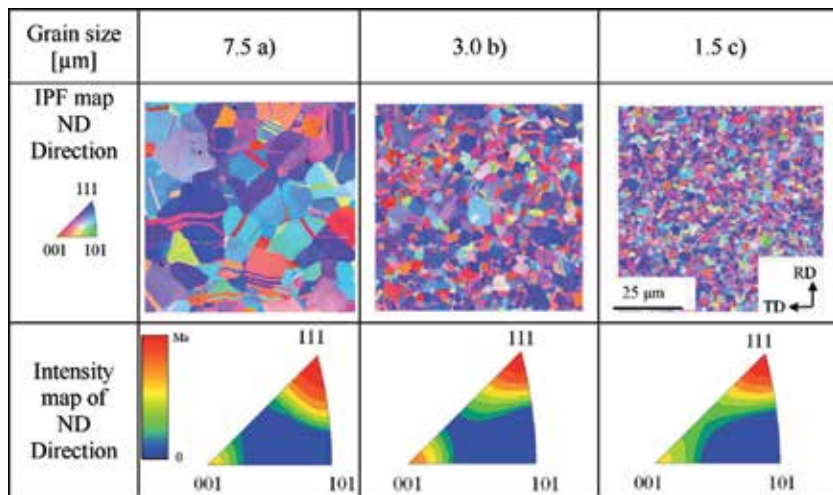 Grain size
[µm]
7.5 a)
3.0 b)
1.5 c)
IPF map
ND
Direction
111
001 101
25 µm
RD
TD
Intensity
map of
ND
Direction
0
111
001 101
111
001 101
111
001 101